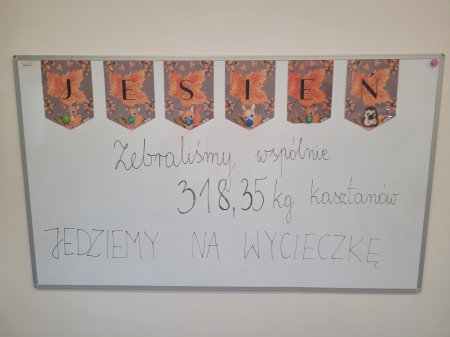 JESIEŃ
Zebraliśmy wspólnie
318,35 kg kasztanów
JEDZIEMY NA WYCIECZKĘ